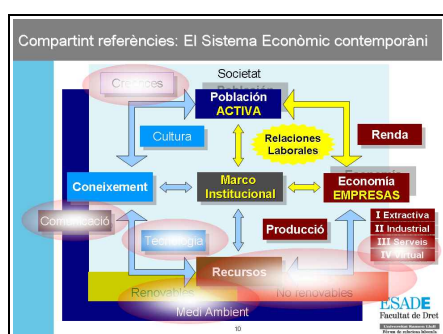 Compartint referències: El Sistema Econòmic contemporàni
Societat
Creences
Población
ACTIVA
Cultura
Relaciones
Laborales
Renda
Coneixement
Marco
Institucional
Economía
EMPRESAS
Comunicació
Tecnologia
Producció
I Extractiva
II Industrial
III Serveis
IV Virtual
Recursos
Renovables
No renovables
Medi Ambient
ESADE
Facultat de Dret
10